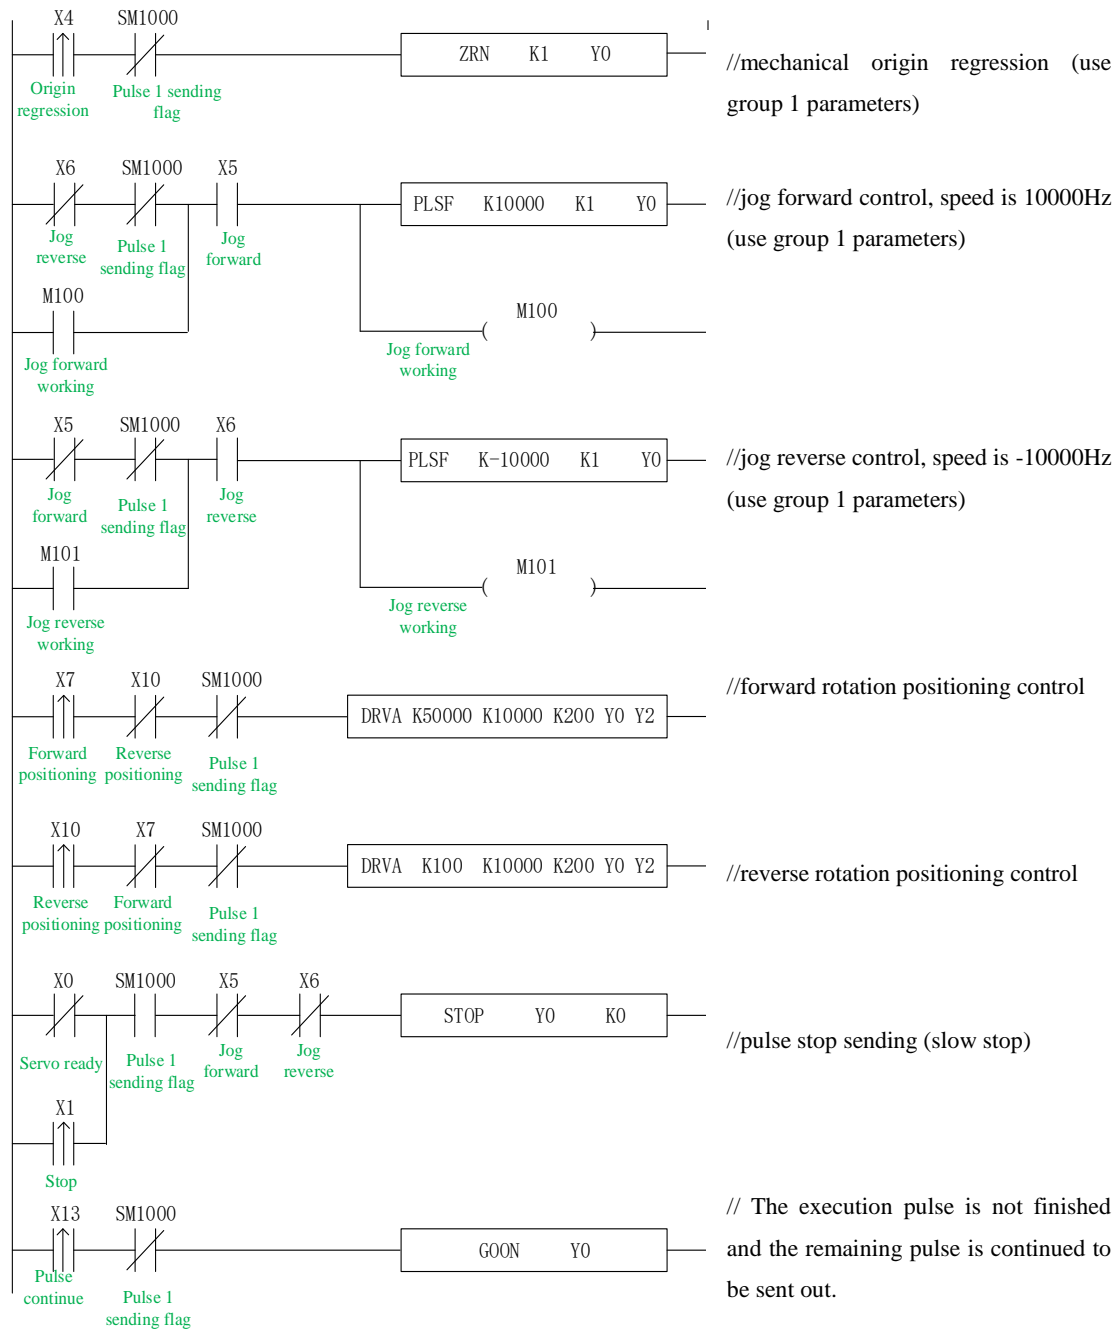 X4 SM1000
ZRN K1 Y0
Origin
regression
Pulse 1 sending
flag
//mechanical origin regression (use
group 1 parameters)
X6 SM1000 X5
PLSF K10000 K1 Y0
Jog
reverse
Pulse 1
sending flag
Jog
forward
//jog forward control, speed is 10000Hz
(use group 1 parameters)
M100
M100
( )
Jog forward
working
Jog forward
working
X5 SM1000 X6
PLSF K-10000 K1 Y0
Jog
forward
Pulse 1
sending flag
Jog
reverse
//jog reverse control, speed is -10000Hz
(use group 1 parameters)
M101
M101
( )
Jog reverse
working
Jog reverse
working
X7 X10 SM1000
DRVA K50000 K10000 K200 Y0 Y2
Forward
positioning
Reverse
positioning
Pulse 1
sending flag
//forward rotation positioning control
X10 X7 SM1000
DRVA K100 K10000 K200 Y0 Y2
Reverse
positioning
Forward
positioning
Pulse 1
sending flag
//reverse rotation positioning control
X0 SM1000 X5 X6
STOP Y0 K0
Servo ready
Pulse 1
sending flag
Jog
forward
Jog
reverse
//pulse stop sending (slow stop)
X1
Stop
X13 SM1000
GOON Y0
Pulse
continue
Pulse 1
sending flag
// The execution pulse is not finished
and the remaining pulse is continued to
be sent out.